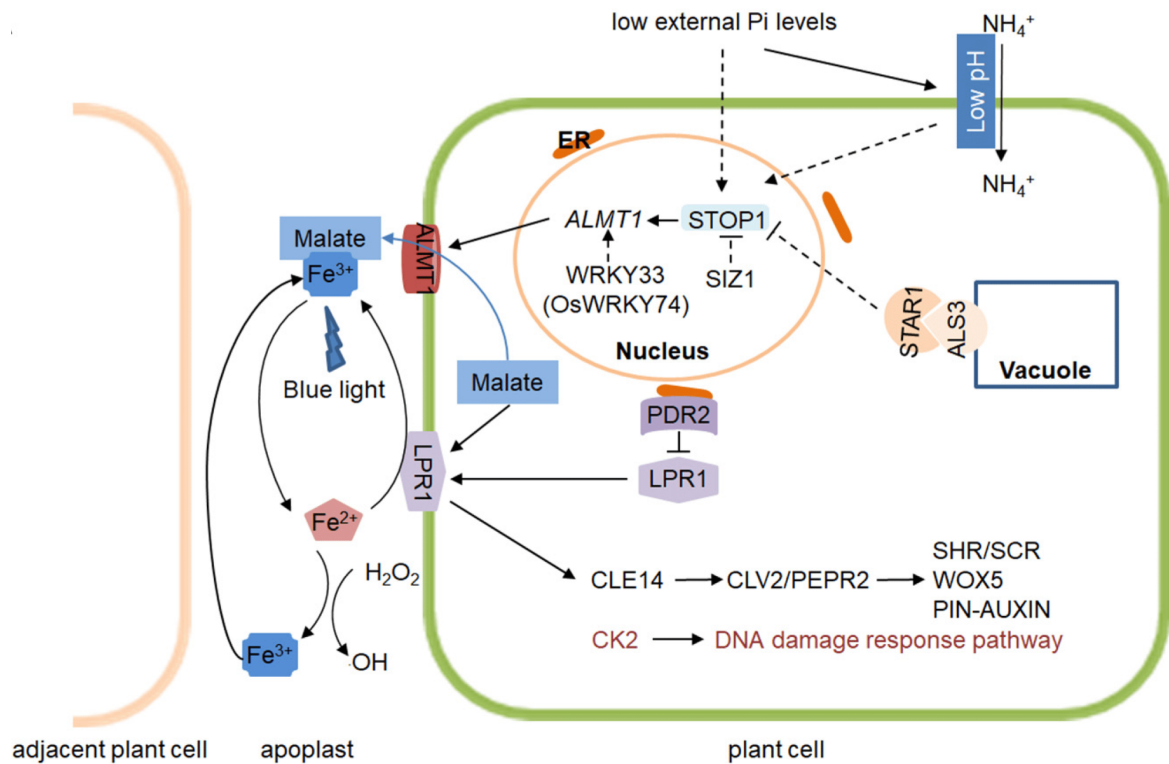 low external Pi levels
NH₄⁺
Low pH
NH₄⁺
ER
ALMT1
STOP1
WRKY33
(OsWRKY74)
SIZ1
Nucleus
Malate
Fe³⁺
ALMT1
Blue light
Malate
STAR1
ALS3
Vacuole
PDR2
LPR1
LPR1
Fe²⁺
H₂O₂
Fe³⁺
·OH
CLE14
CLV2/PEPR2
SHR/SCR
WOX5
PIN-AUXIN
CK2
DNA damage response pathway
adjacent plant cell
apoplast
plant cell